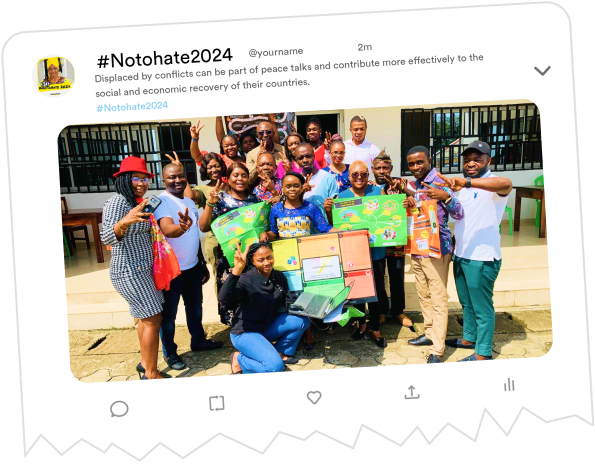 #Notohate2024 @yourname 2m
Displaced by conflicts can be part of peace talks and contribute more effectively to the
social and economic recovery of their countries.
#Notohate2024